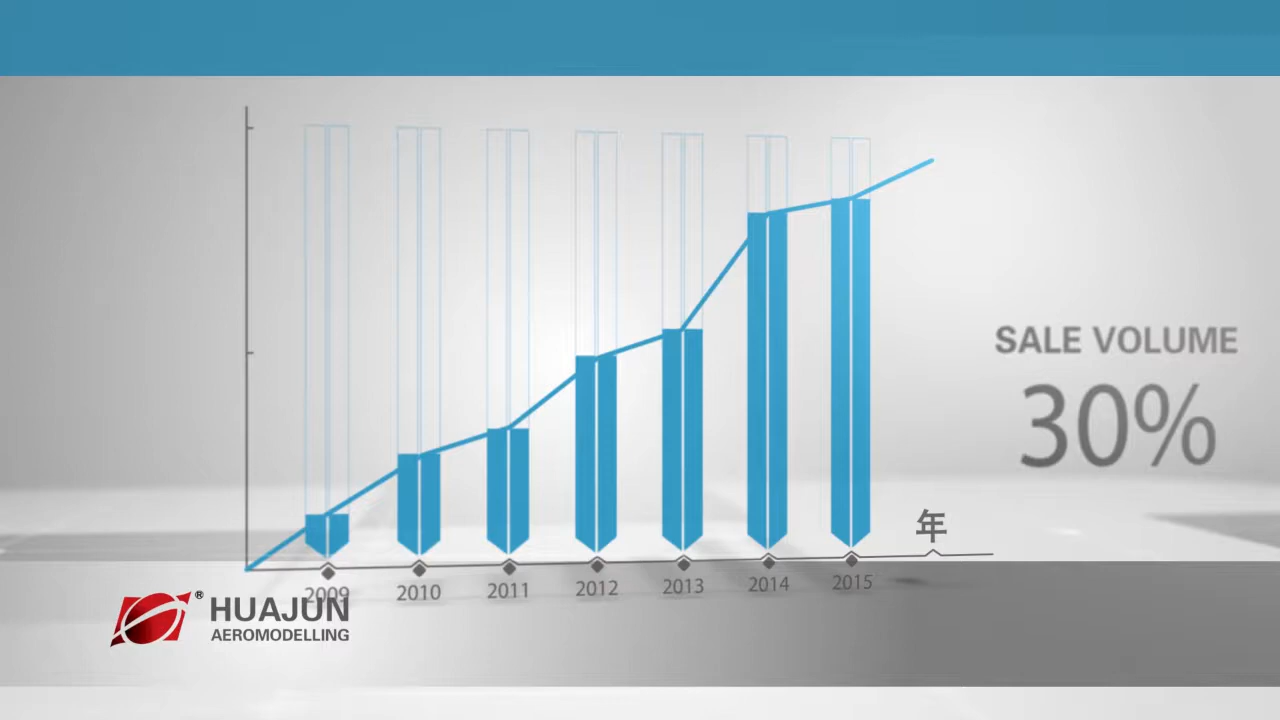 SALE VOLUME
30%
年
2009 2010 2011 2012 2013 2014 2015
® HUAJUN
AEROMODELLING